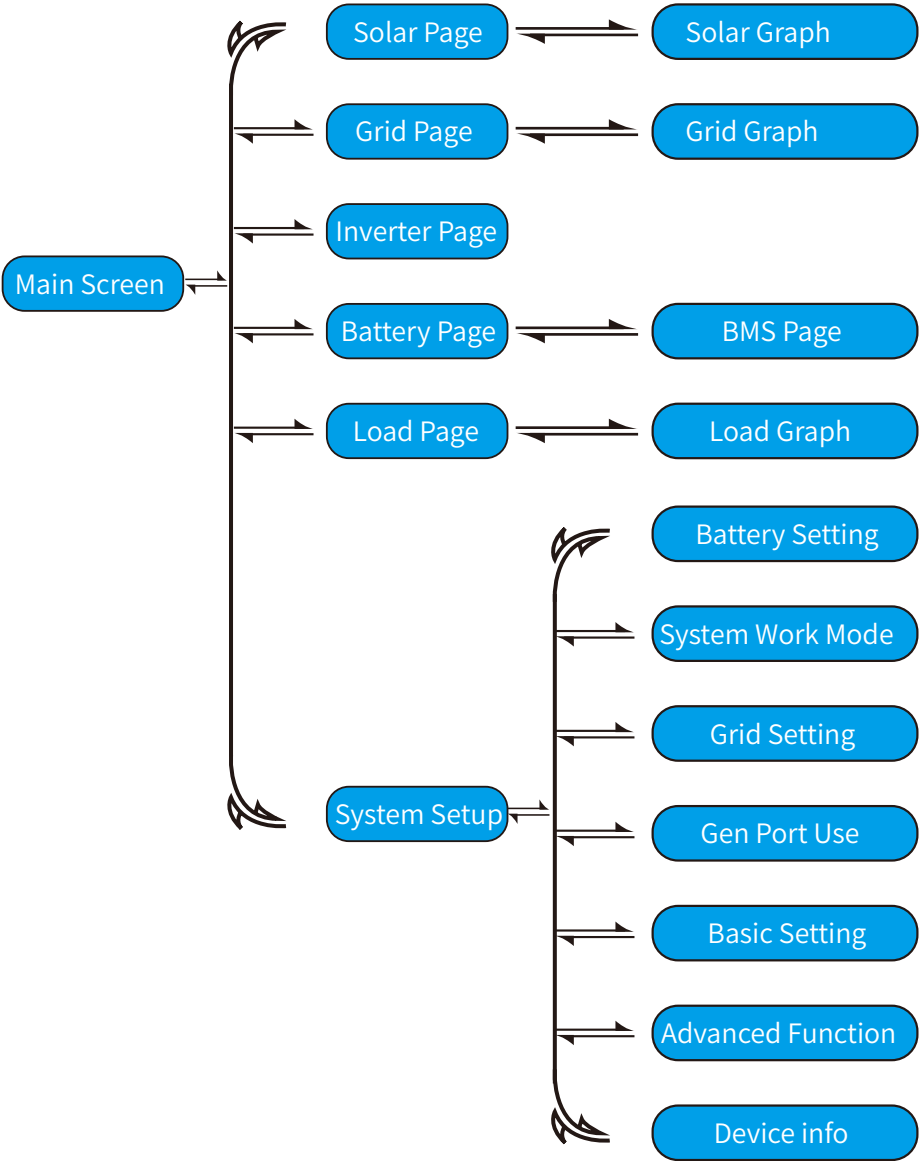 Solar Page
Solar Graph
Grid Page
Grid Graph
Inverter Page
Main Screen
Battery Page
BMS Page
Load Page
Load Graph
Battery Setting
System Work Mode
Grid Setting
System Setup
Gen Port Use
Basic Setting
Advanced Function
Device info